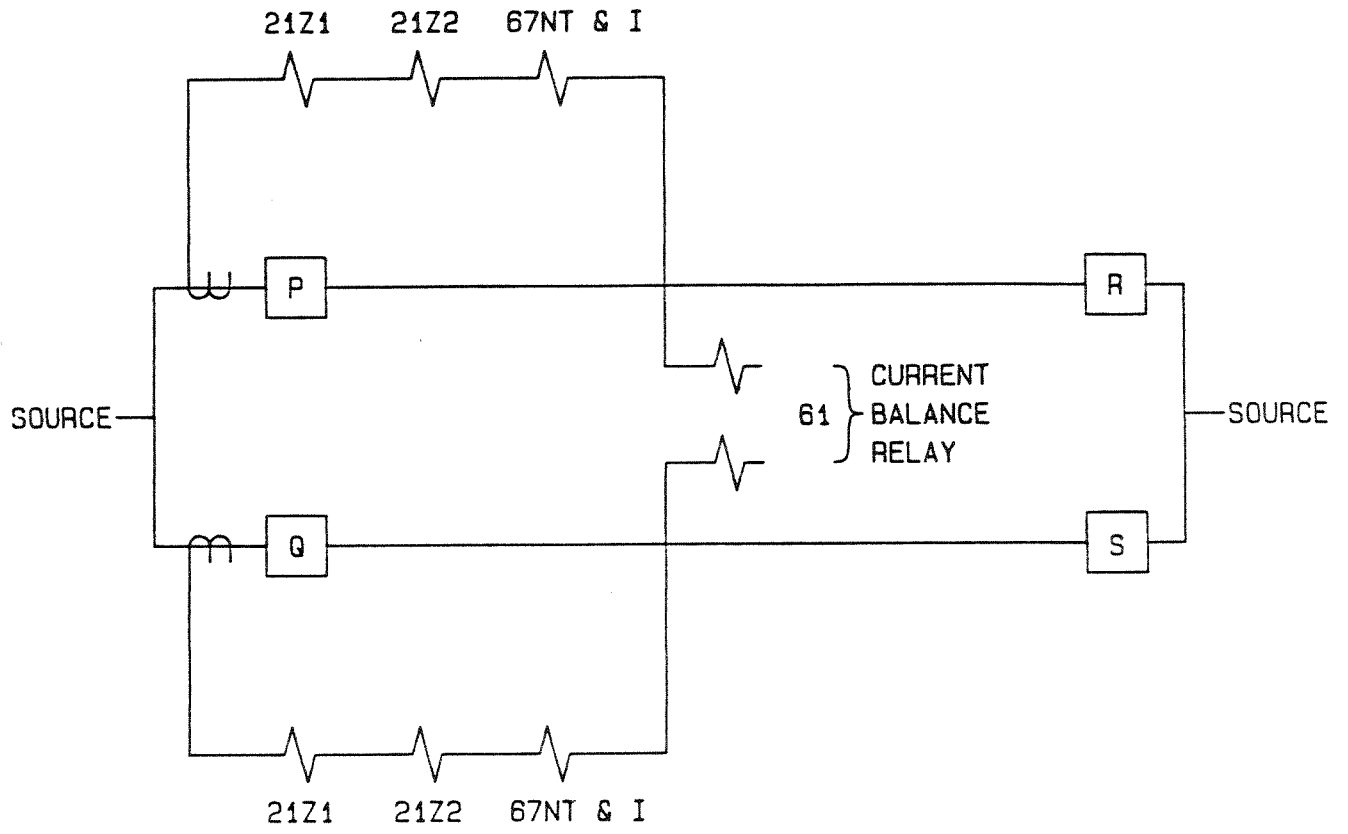 21Z1 21Z2 67NT & I
P
R
SOURCE
61
CURRENT
BALANCE
RELAY
SOURCE
Q
S
21Z1 21Z2 67NT & I